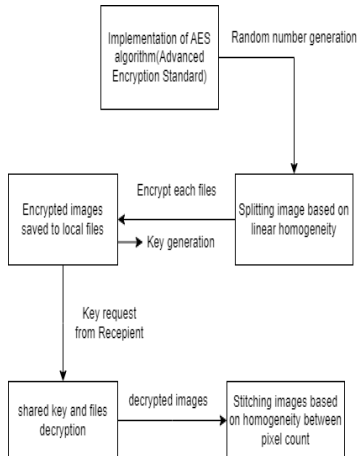 Implementation of AES
algorithm(Advanced
Encryption Standard)
Random number generation
Splitting image based on
linear homogeneity
Encrypt each files
Encrypted images
saved to local files
Key generation
Key request
from Recepient
shared key and files
decryption
decrypted images
Stitching images based
on homogeneity between
pixel count